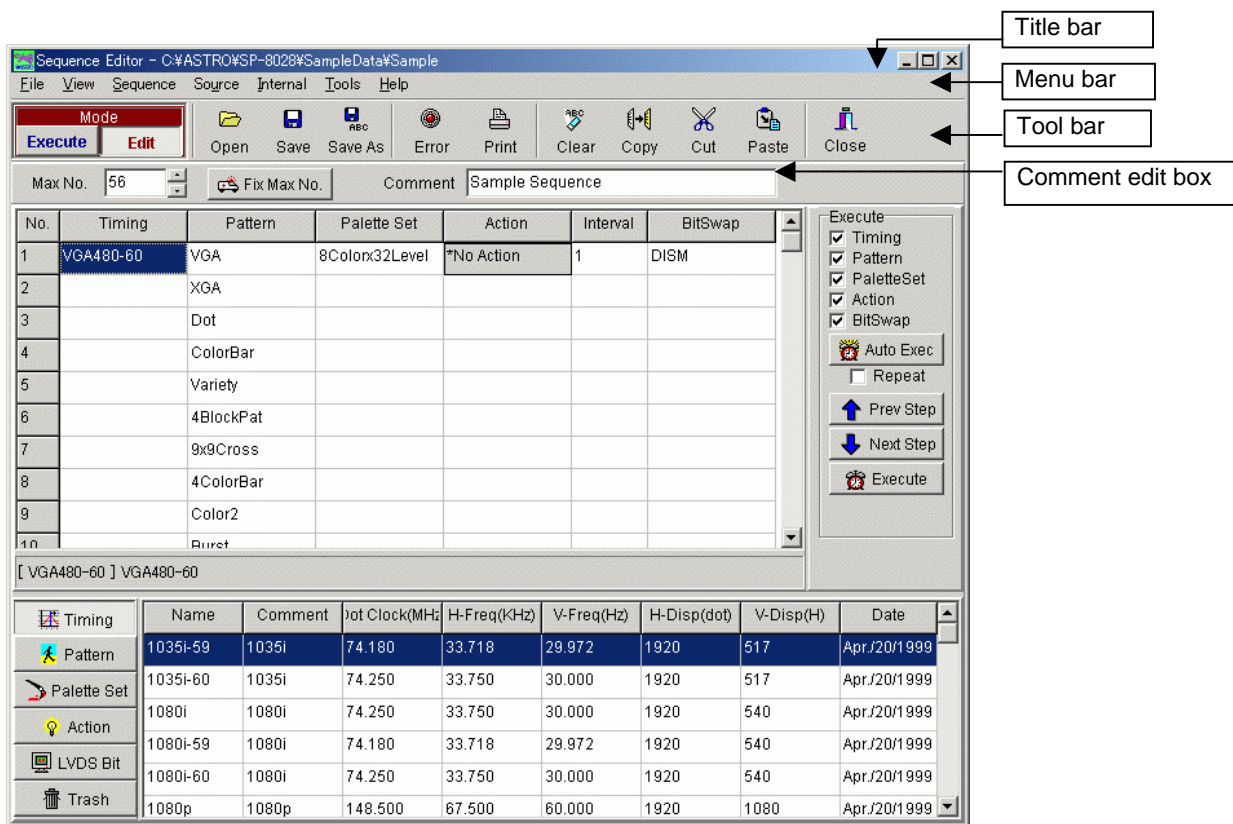 Title bar
Sequence Editor - C:¥ASTRO¥SP-8028¥SampleData¥Sample
File View Sequence Source Internal Tools Help
Menu bar
Mode
Execute Edit
Open Save Save As Error Print Clear Copy Cut Paste Close
Tool bar
Max No. 56 Fix Max No. Comment Sample Sequence
Comment edit box
No. Timing Pattern Palette Set Action Interval BitSwap
1 VGA480-60 VGA 8Colorx32Level *No Action 1 DISM
2 XGA
3 Dot
4 ColorBar
5 Variety
6 4BlockPat
7 9x9Cross
8 4ColorBar
9 Color2
10 Burst
Execute
Timing
Pattern
PaletteSet
Action
BitSwap
Auto Exec
Repeat
Prev Step
Next Step
Execute
[ VGA480-60 ] VGA480-60
Timing
Pattern
Palette Set
Action
LVDS Bit
Trash
Name Comment Dot Clock(MHz H-Freq(KHz) V-Freq(Hz) H-Disp(dot) V-Disp(H) Date
1035i-59 1035i 74.180 33.718 29.972 1920 517 Apr./20/1999
1035i-60 1035i 74.250 33.750 30.000 1920 517 Apr./20/1999
1080i 1080i 74.250 33.750 30.000 1920 540 Apr./20/1999
1080i-59 1080i 74.180 33.718 29.972 1920 540 Apr./20/1999
1080i-60 1080i 74.250 33.750 30.000 1920 540 Apr./20/1999
1080p 1080p 148.500 67.500 60.000 1920 1080 Apr./20/1999